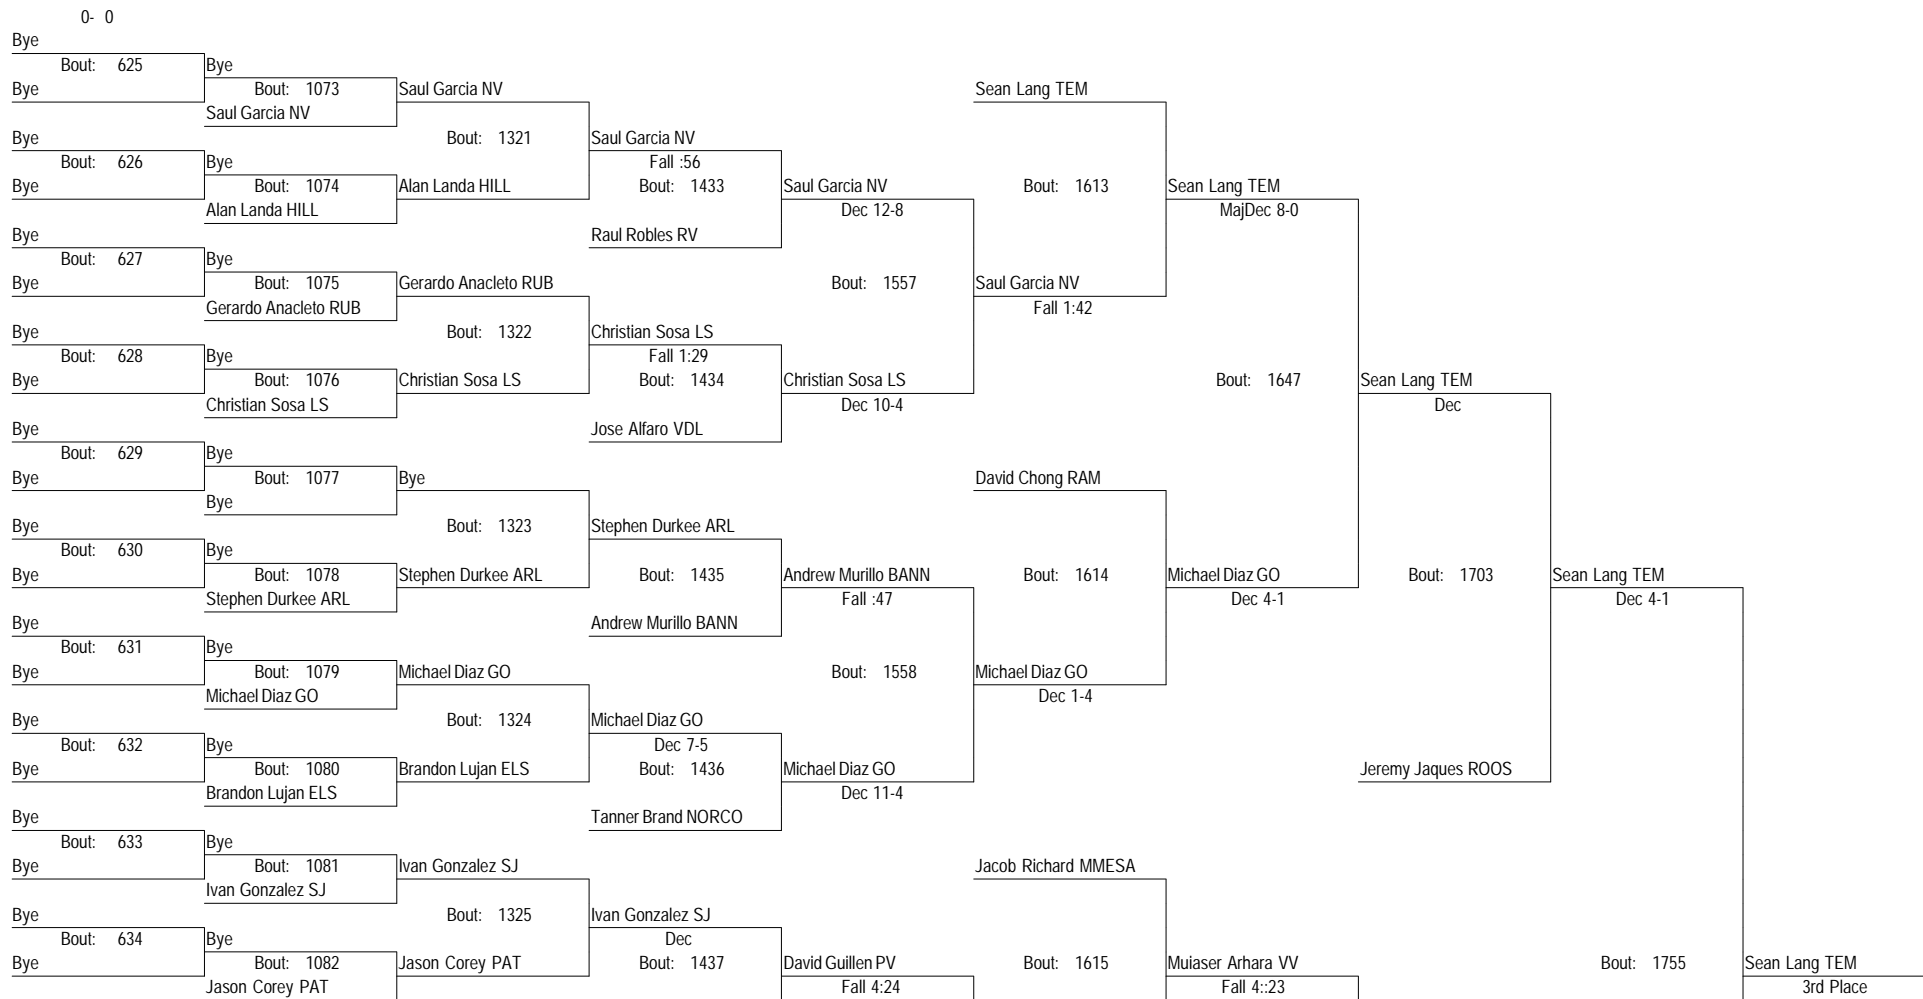 0- 0
Bye
Bout: 625 Bye
Bye Bout: 1073 Saul Garcia NV Sean Lang TEM
Saul Garcia NV
Bye Bout: 1321 Saul Garcia NV
Bout: 626 Bye Fall :56
Bye Bout: 1074 Alan Landa HILL Bout: 1433 Saul Garcia NV Bout: 1613 Sean Lang TEM
Alan Landa HILL Dec 12-8 MajDec 8-0
Bye Raul Robles RV
Bout: 627 Bye
Bye Bout: 1075 Gerardo Anacleto RUB Bout: 1557 Saul Garcia NV
Gerardo Anacleto RUB Fall 1:42
Bye Bout: 1322 Christian Sosa LS
Bout: 628 Bye Fall 1:29
Bye Bout: 1076 Christian Sosa LS Bout: 1434 Christian Sosa LS Bout: 1647 Sean Lang TEM
Christian Sosa LS Dec 10-4 Dec
Bye Jose Alfaro VDL
Bout: 629 Bye
Bye Bout: 1077 Bye David Chong RAM
Bye
Bye Bout: 1323 Stephen Durkee ARL
Bout: 630 Bye
Bye Bout: 1078 Stephen Durkee ARL Bout: 1435 Andrew Murillo BANN Bout: 1614 Michael Diaz GO Bout: 1703 Sean Lang TEM
Stephen Durkee ARL Fall :47 Dec 4-1 Dec 4-1
Bye Andrew Murillo BANN
Bout: 631 Bye
Bye Bout: 1079 Michael Diaz GO Bout: 1558 Michael Diaz GO
Michael Diaz GO Dec 1-4
Bye Bout: 1324 Michael Diaz GO
Bout: 632 Bye Dec 7-5
Bye Bout: 1080 Brandon Lujan ELS Bout: 1436 Michael Diaz GO Jeremy Jaques ROOS
Brandon Lujan ELS Dec 11-4
Bye Tanner Brand NORCO
Bout: 633 Bye
Bye Bout: 1081 Ivan Gonzalez SJ Jacob Richard MMESA
Ivan Gonzalez SJ
Bye Bout: 1325 Ivan Gonzalez SJ
Bout: 634 Bye Dec
Bye Bout: 1082 Jason Corey PAT Bout: 1437 David Guillen PV Bout: 1615 Muiaser Arhara VV Bout: 1755 Sean Lang TEM
Jason Corey PAT Fall 4:24 Fall 4::23 3rd Place